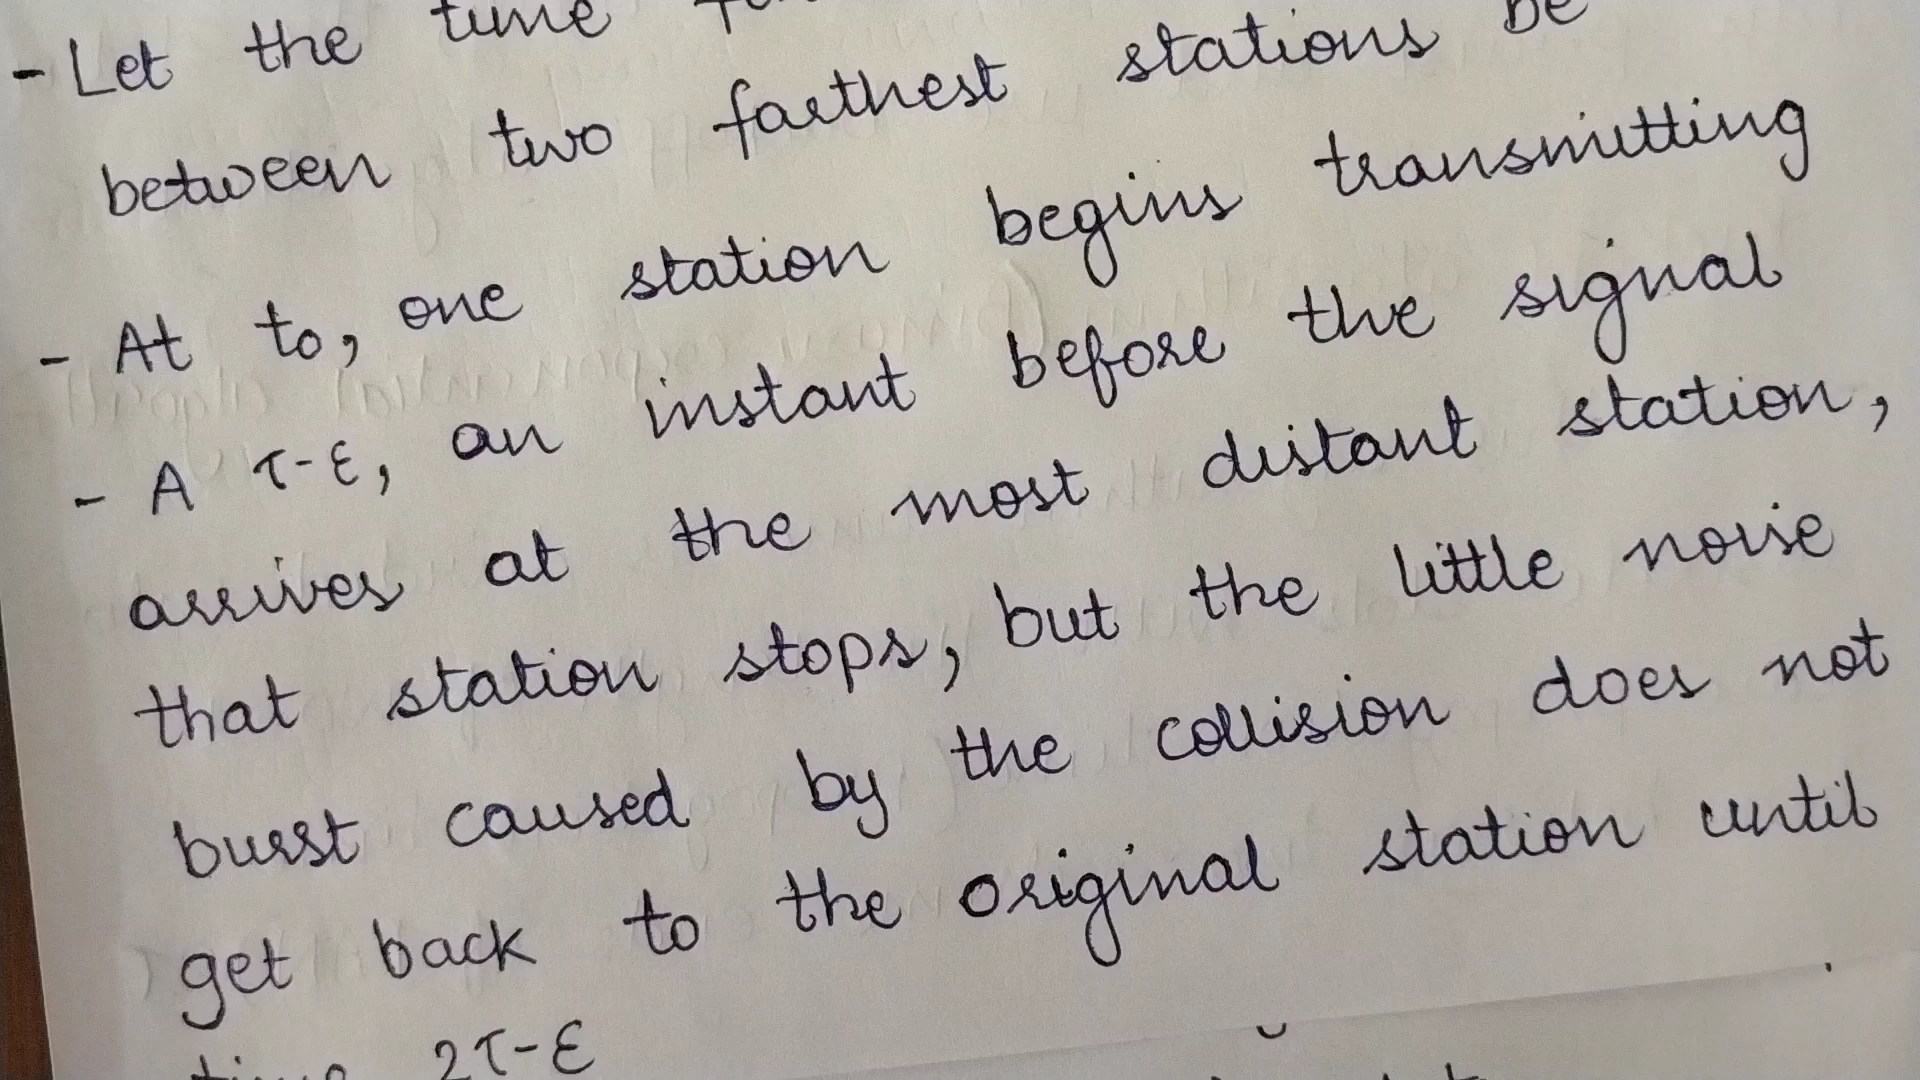 - Let the time
between two farthest stations be
- At to, one station begins transmitting
- A τ-ε, an instant before the signal
arrives at the most distant station,
that station stops, but the little noise
burst caused by the collision does not
get back to the original station until
time 2τ-ε